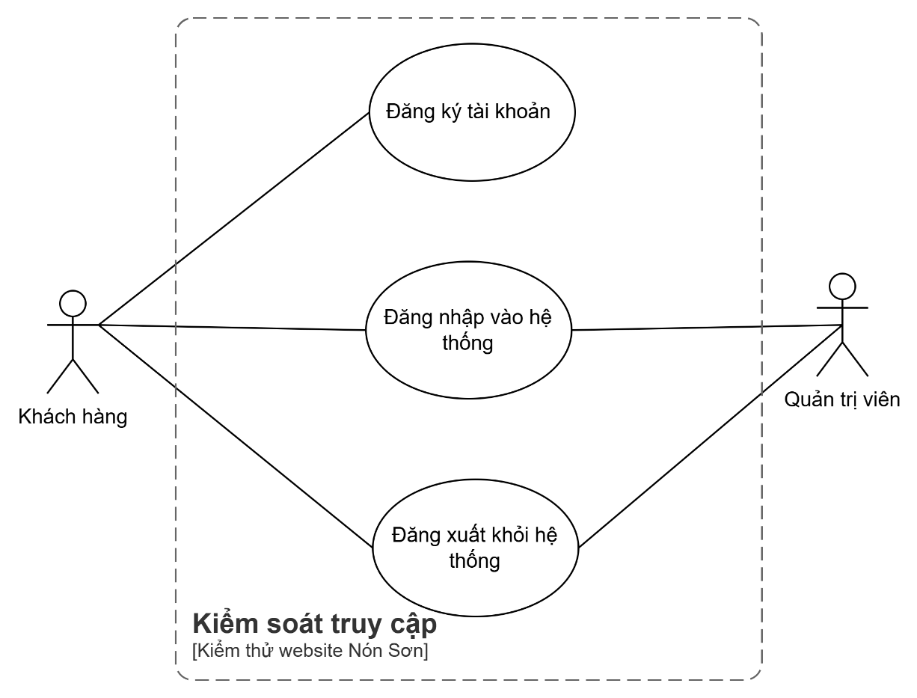 Đăng ký tài khoản
Đăng nhập vào hệ
thống
Khách hàng
Quản trị viên
Đăng xuất khỏi hệ
thống
Kiểm soát truy cập
[Kiểm thử website Nón Sơn]